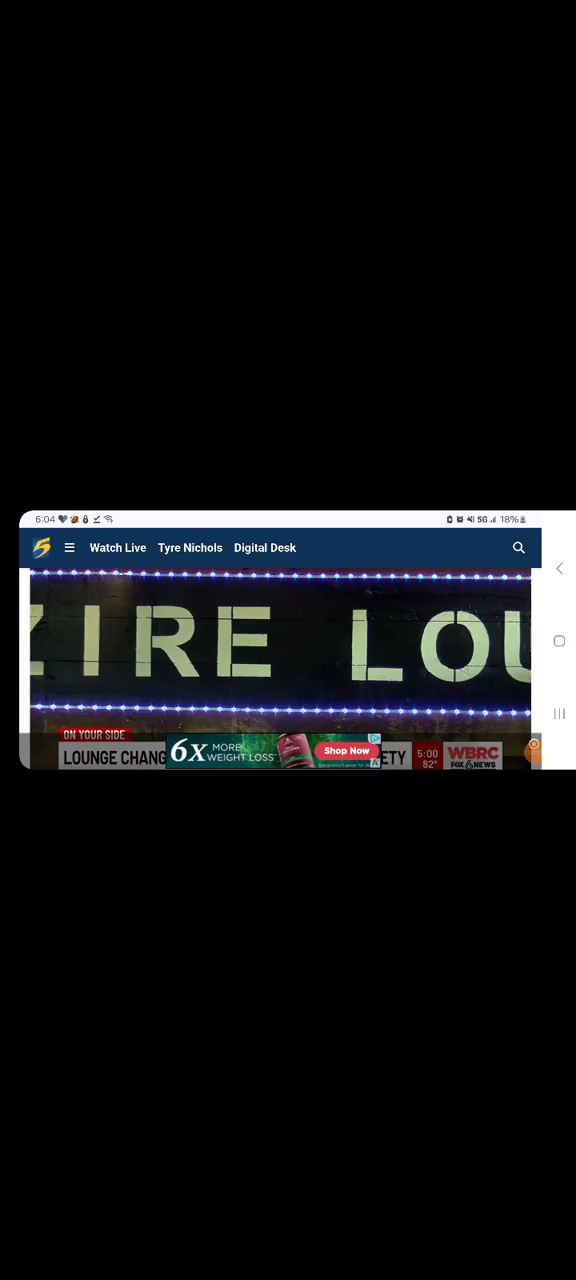 6:04
5G 18%
5 Watch Live Tyre Nichols Digital Desk
ZIRE LOU
ON YOUR SIDE
LOUNGE CHANG
6X MORE
WEIGHT LOSS*
Shop Now
ETY
5:00
82°
WBRC
FOX 6 NEWS